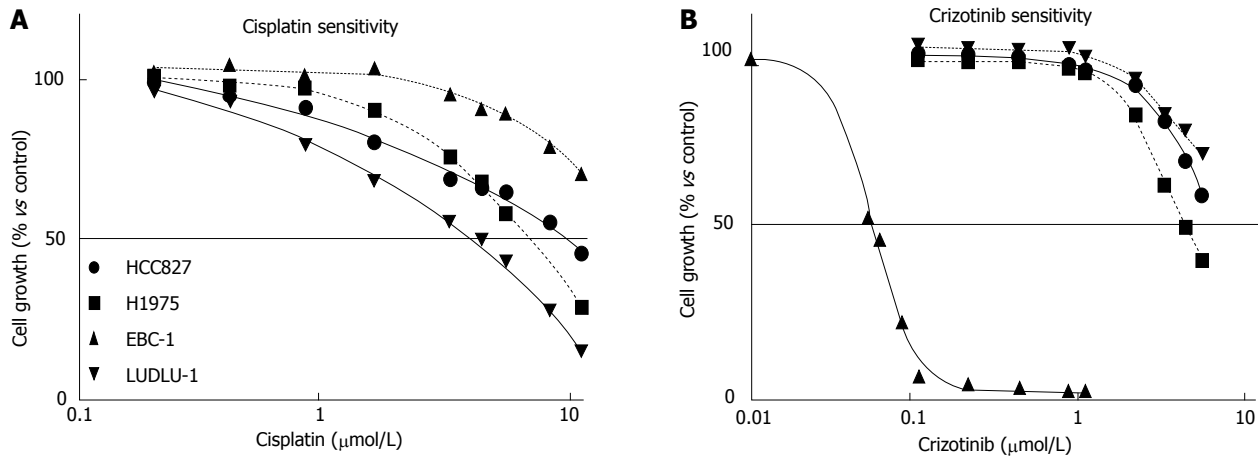 A
Cisplatin sensitivity
Cell growth (% vs control)
100
50
0
HCC827
H1975
EBC-1
LUDLU-1
0.1
1
10
Cisplatin (μmol/L)
B
Crizotinib sensitivity
Cell growth (% vs control)
100
50
0
0.01
0.1
1
10
Crizotinib (μmol/L)